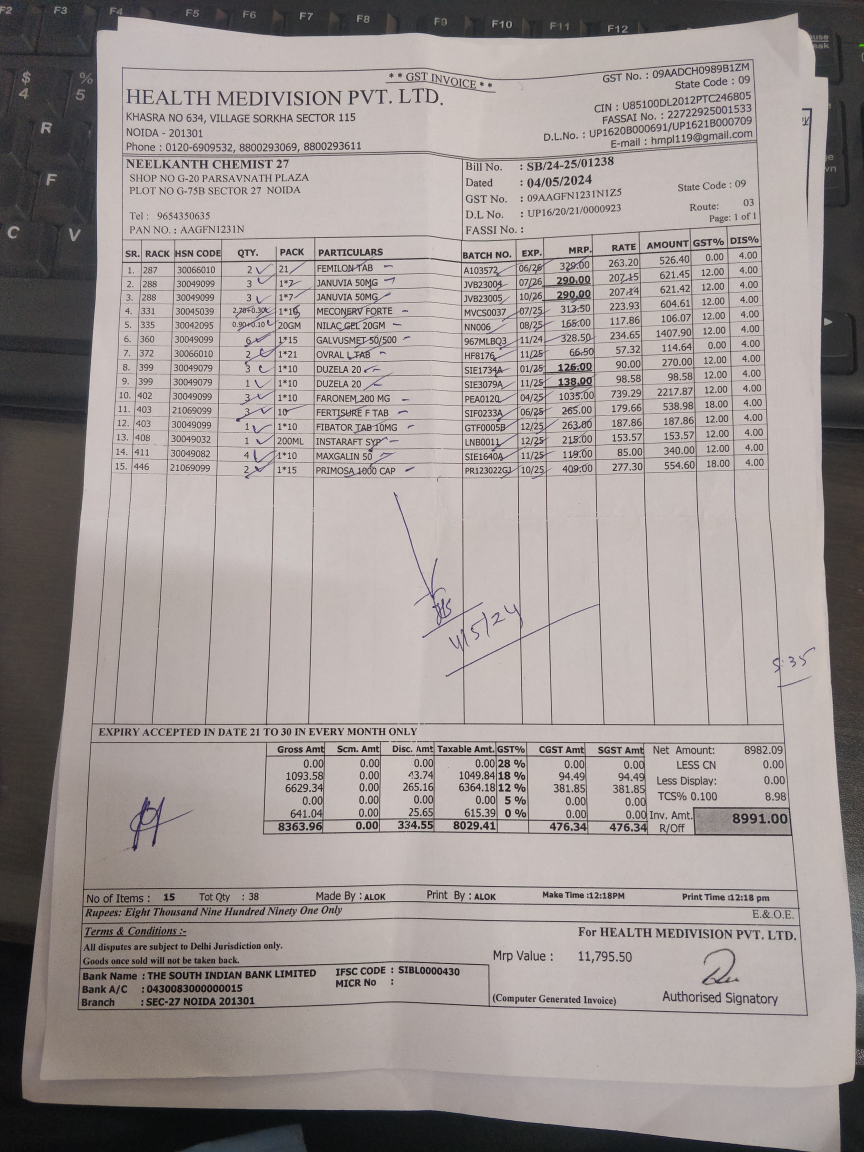 ** GST INVOICE **
HEALTH MEDIVISION PVT. LTD.
KHASRA NO 634, VILLAGE SORKHA SECTOR 115
NOIDA - 201301
Phone : 0120-6909532, 8800293069, 8800293611
GST No. : 09AADCH0989B1ZM
State Code : 09
CIN : U85100DL2012PTC246805
FASSAI No. : 22722925001533
D.L.No. : UP1620B000691/UP1621B000709
E-mail : hmpl119@gmail.com
NEELKANTH CHEMIST 27
SHOP NO G-20 PARSAVNATH PLAZA
PLOT NO G-75B SECTOR 27 NOIDA
Tel : 9654350635
PAN NO. : AAGFN1231N
Bill No. : SB/24-25/01238
Dated : 04/05/2024
GST No. : 09AAGFN1231N1Z5 State Code : 09
D.L No. : UP16/20/21/0000923 Route: 03
FASSI No. : Page: 1 of 1
SR. RACK HSN CODE QTY. PACK PARTICULARS BATCH NO. EXP. MRP. RATE AMOUNT GST% DIS%
1. 287 30066010 2 21 FEMILON TAB A103572 06/26 329.00 263.20 526.40 0.00 4.00
2. 288 30049099 3 1*7 JANUVIA 50MG JVB23004 07/26 290.00 207.15 621.45 12.00 4.00
3. 288 30049099 3 1*7 JANUVIA 50MG JVB23005 10/26 290.00 207.14 621.42 12.00 4.00
4. 331 30045039 2.70+0.30 1*10 MECONERV FORTE MVCS0037 07/25 313.50 223.93 604.61 12.00 4.00
5. 335 30042095 0.90+0.10 20GM NILAC GEL 20GM NN006 08/25 165.00 117.86 106.07 12.00 4.00
6. 360 30049099 6 1*15 GALVUSMET 50/500 967MLBQ3 11/24 328.50 234.65 1407.90 12.00 4.00
7. 372 30066010 2 1*21 OVRAL L TAB HF8176 11/25 66.50 57.32 114.64 0.00 4.00
8. 399 30049079 3 1*10 DUZELA 20 SIE1734A 01/25 126.00 90.00 270.00 12.00 4.00
9. 399 30049079 1 1*10 DUZELA 20 SIE3079A 11/25 138.00 98.58 98.58 12.00 4.00
10. 402 30049099 3 1*10 FARONEM 200 MG PEA0120 04/25 1035.00 739.29 2217.87 12.00 4.00
11. 403 21069099 3 10 FERTISURE F TAB SIF0233A 06/25 265.00 179.66 538.98 18.00 4.00
12. 403 30049099 1 1*10 FIBATOR TAB 10MG GTF0005B 12/25 263.00 187.86 187.86 12.00 4.00
13. 408 30049032 1 200ML INSTARAFT SYP LNB0011 12/25 215.00 153.57 153.57 12.00 4.00
14. 411 30049082 4 1*10 MAXGALIN 50 SIE1640A 11/25 119.00 85.00 340.00 12.00 4.00
15. 446 21069099 2 1*15 PRIMOSA 1000 CAP PR123022GJ 10/25 409.00 277.30 554.60 18.00 4.00
4/5/24
5:35
EXPIRY ACCEPTED IN DATE 21 TO 30 IN EVERY MONTH ONLY
Gross Amt Scm. Amt Disc. Amt Taxable Amt. GST% CGST Amt SGST Amt
0.00 0.00 0.00 0.00 28 % 0.00 0.00
1093.58 0.00 43.74 1049.84 18 % 94.49 94.49
6629.34 0.00 265.16 6364.18 12 % 381.85 381.85
0.00 0.00 0.00 0.00 5 % 0.00 0.00
641.04 0.00 25.65 615.39 0 % 0.00 0.00
8363.96 0.00 334.55 8029.41 476.34 476.34
Net Amount: 8982.09
LESS CN 0.00
Less Display: 0.00
TCS% 0.100 8.98
Inv. Amt. 8991.00
R/Off
No of Items : 15 Tot Qty : 38 Made By : ALOK Print By : ALOK Make Time :12:18PM Print Time :12:18 pm
Rupees: Eight Thousand Nine Hundred Ninety One Only E.&O.E.
Terms & Conditions :-
All disputes are subject to Delhi Jurisdiction only.
Goods once sold will not be taken back.
Bank Name : THE SOUTH INDIAN BANK LIMITED IFSC CODE : SIBL0000430
Bank A/C : 0430083000000015 MICR No :
Branch : SEC-27 NOIDA 201301
For HEALTH MEDIVISION PVT. LTD.
Mrp Value : 11,795.50
(Computer Generated Invoice) Authorised Signatory
F2 F3 F4 F5 F6 F7 F8 F9 F10 F11 F12
$ 4
% 5
R
F
C
V